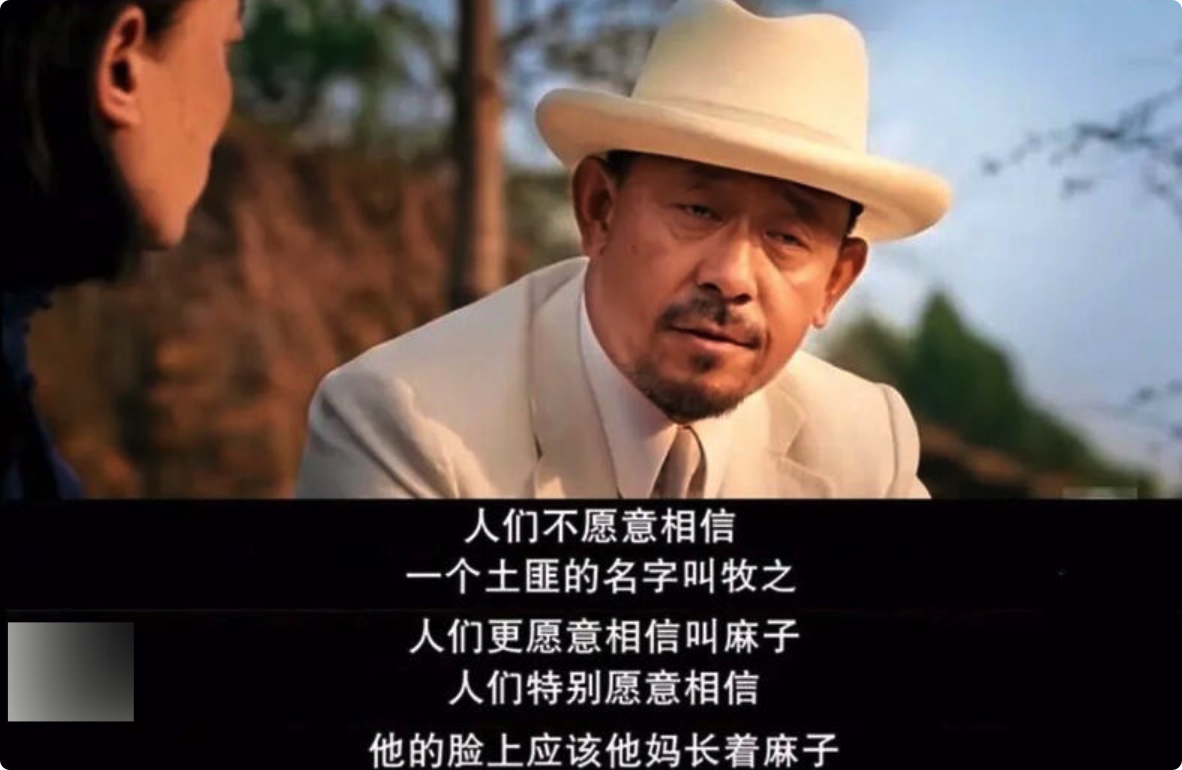 人们不愿意相信
一个土匪的名字叫牧之
人们更愿意相信叫麻子
人们特别愿意相信
他的脸上应该他妈长着麻子